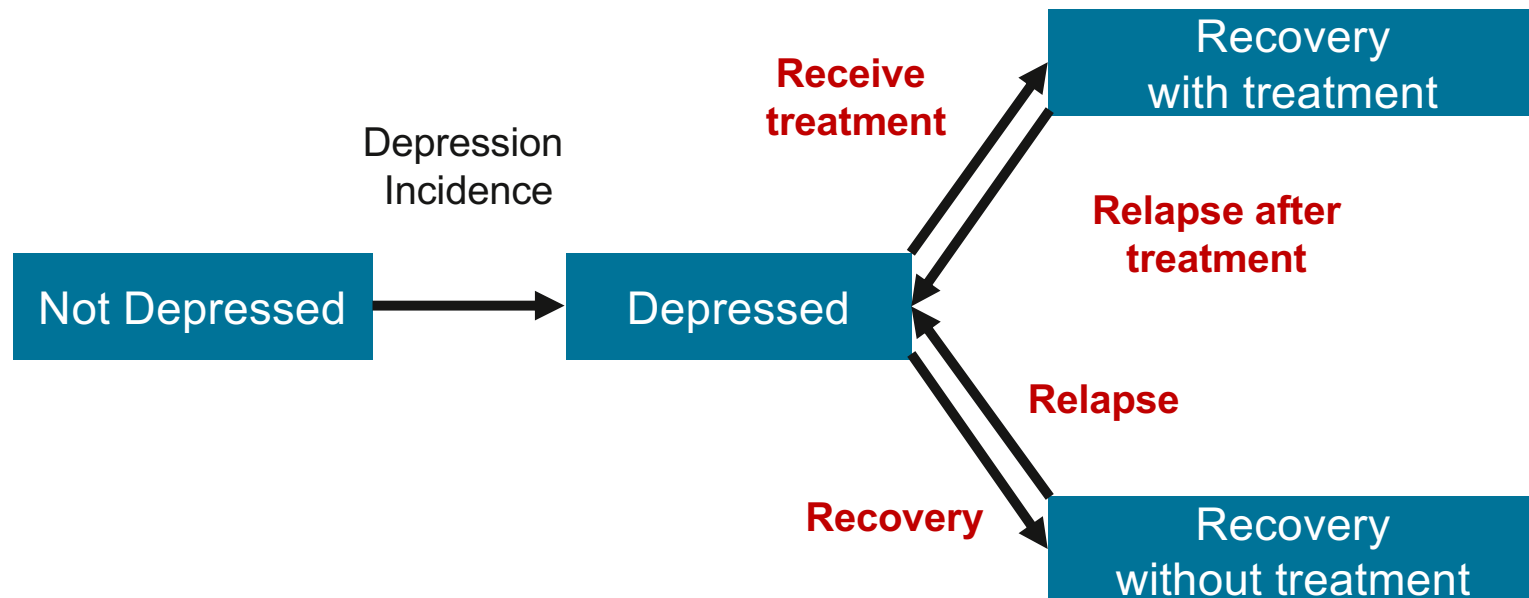 Recovery
with treatment
Receive
treatment
Depression
Incidence
Relapse after
treatment
Not Depressed
Depressed
Relapse
Recovery
Recovery
without treatment